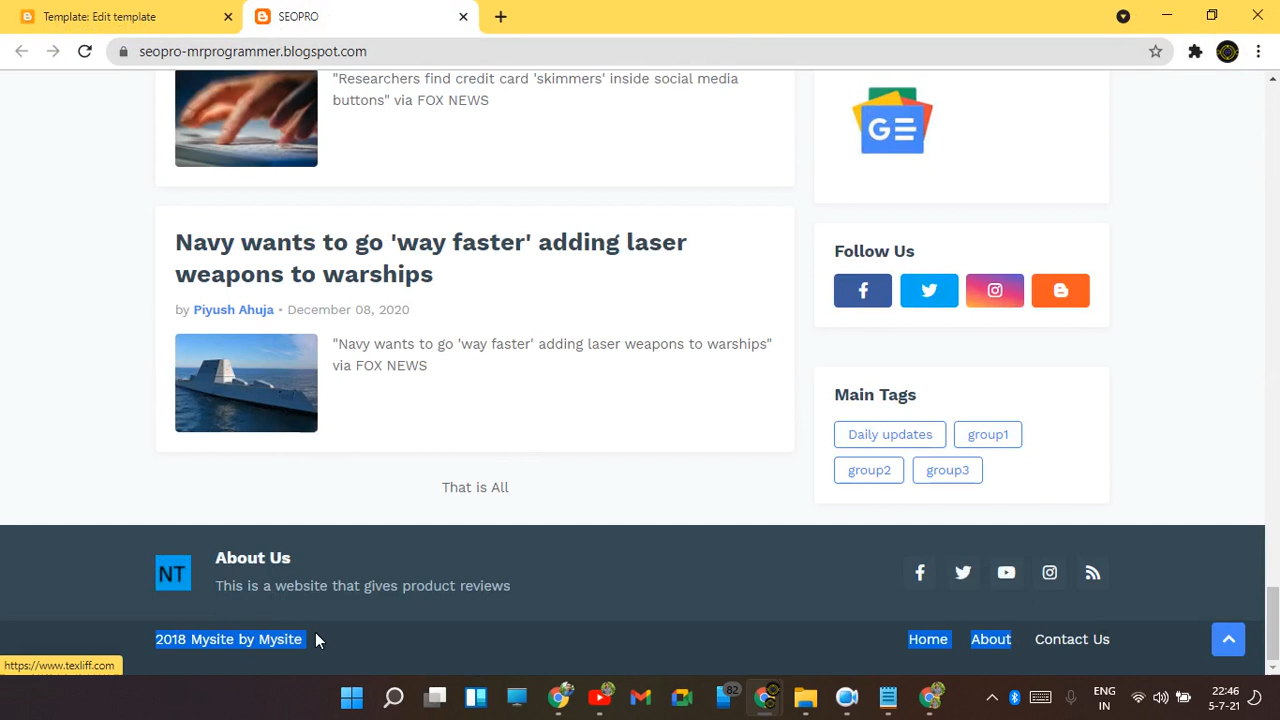 Template: Edit template
SEOPRO
seopro-mrprogrammer.blogspot.com
"Researchers find credit card 'skimmers' inside social media
buttons" via FOX NEWS
GE
Navy wants to go 'way faster' adding laser
weapons to warships
by Piyush Ahuja • December 08, 2020
"Navy wants to go 'way faster' adding laser weapons to warships"
via FOX NEWS
That is All
Follow Us
Main Tags
Daily updates
group1
group2
group3
NT
About Us
This is a website that gives product reviews
2018 Mysite by Mysite
Home
About
Contact Us
https://www.texliff.com
82
ENG
IN
22:46
5-7-21